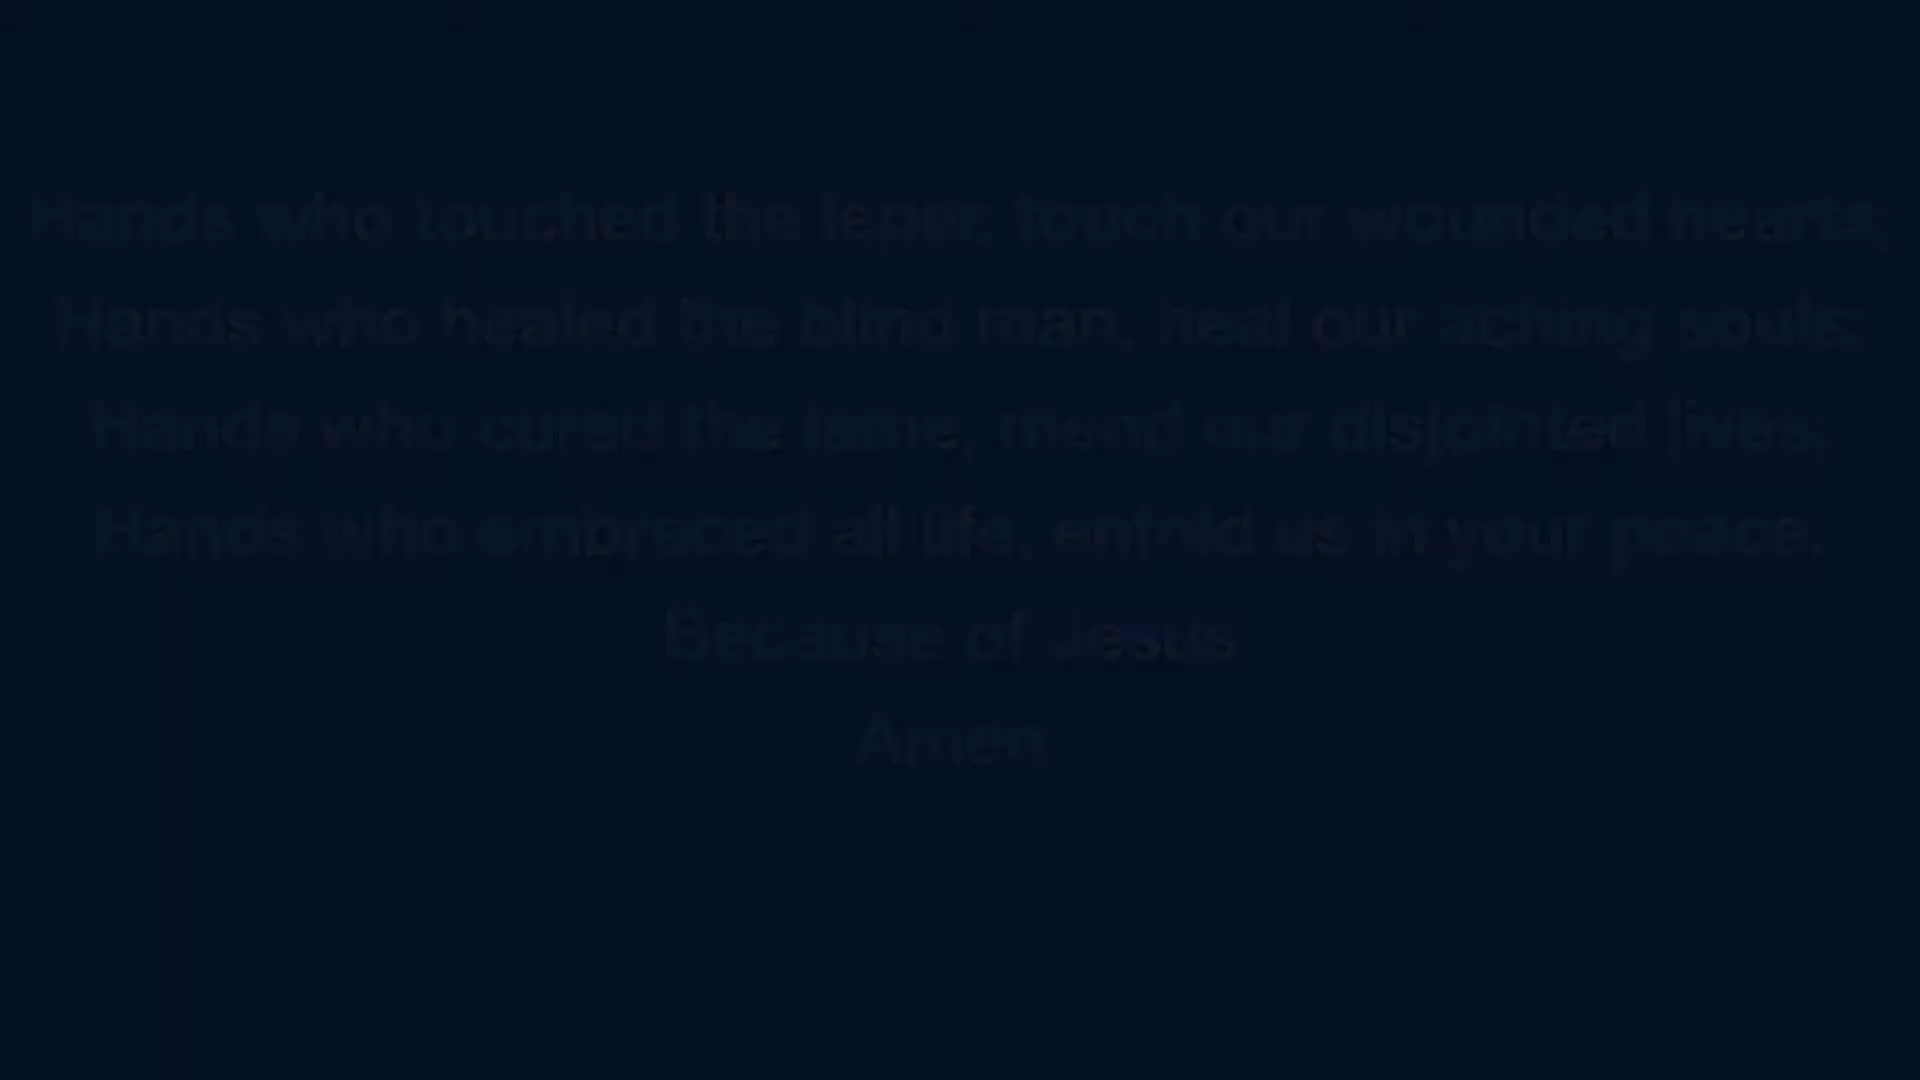 Hands who touched the leper, touch our wounded hearts;
Hands who healed the blind man, heal our aching souls;
Hands who cured the lame, mend our disjointed lives;
Hands who embraced all life, enfold us in your peace.
Because of Jesus
Amen